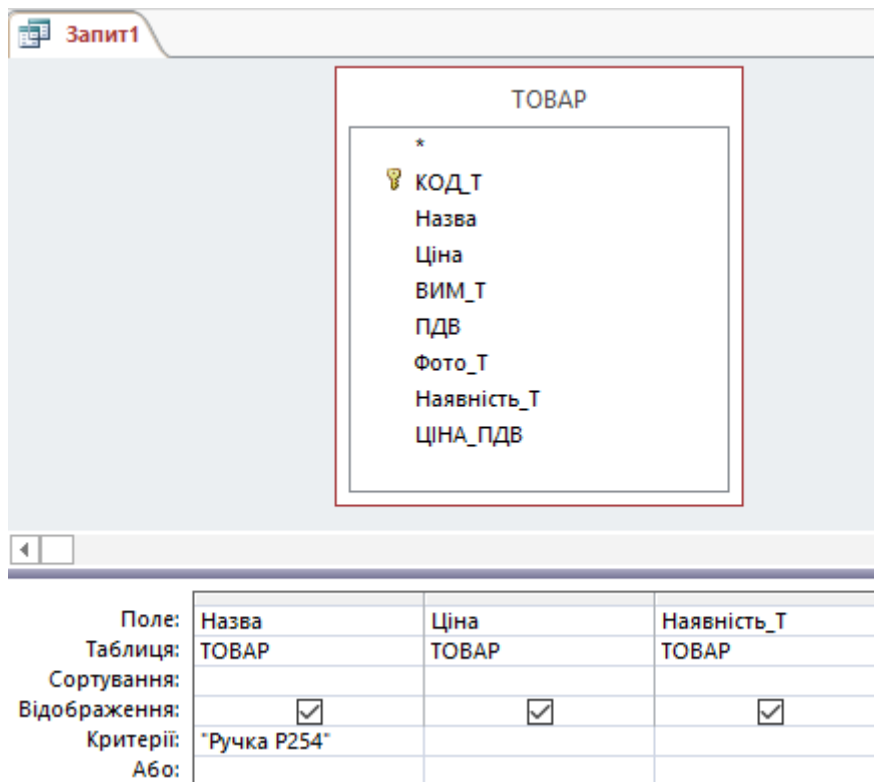 Запит1
ТОВАР
*
КОД_Т
Назва
Ціна
ВИМ_Т
ПДВ
Фото_Т
Наявність_Т
ЦІНА_ПДВ
Поле: Назва Ціна Наявність_Т
Таблиця: ТОВАР ТОВАР ТОВАР
Сортування:
Відображення:
Критерії: "Ручка Р254"
Або: